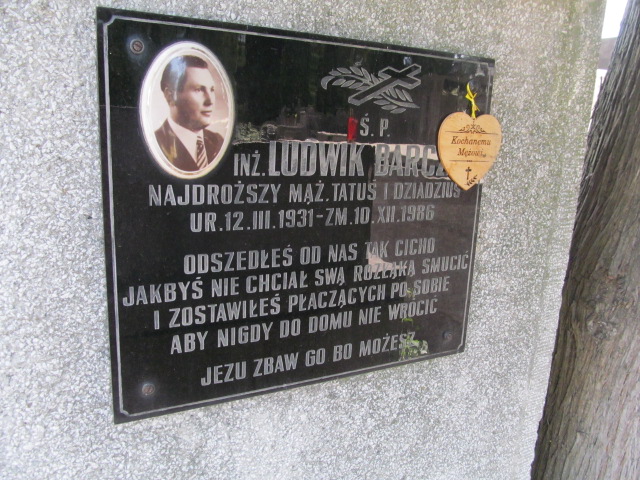 Ś. P.
INŻ. LUDWIK
NAJDROŻSZY MĄŻ, TATUŚ I DZIADZIUŚ
UR. 12. III. 1931 - ZM. 10. XII. 1986
ODSZEDŁEŚ OD NAS TAK CICHO
JAKBYŚ NIE CHCIAŁ SWĄ ROZŁĄKĄ SMUCIĆ
I ZOSTAWIŁEŚ PŁACZĄCYCH PO SOBIE
ABY NIGDY DO DOMU NIE WRÓCIĆ
JEZU ZBAW GO BO MOŻESZ
Kochanemu
Mężowi